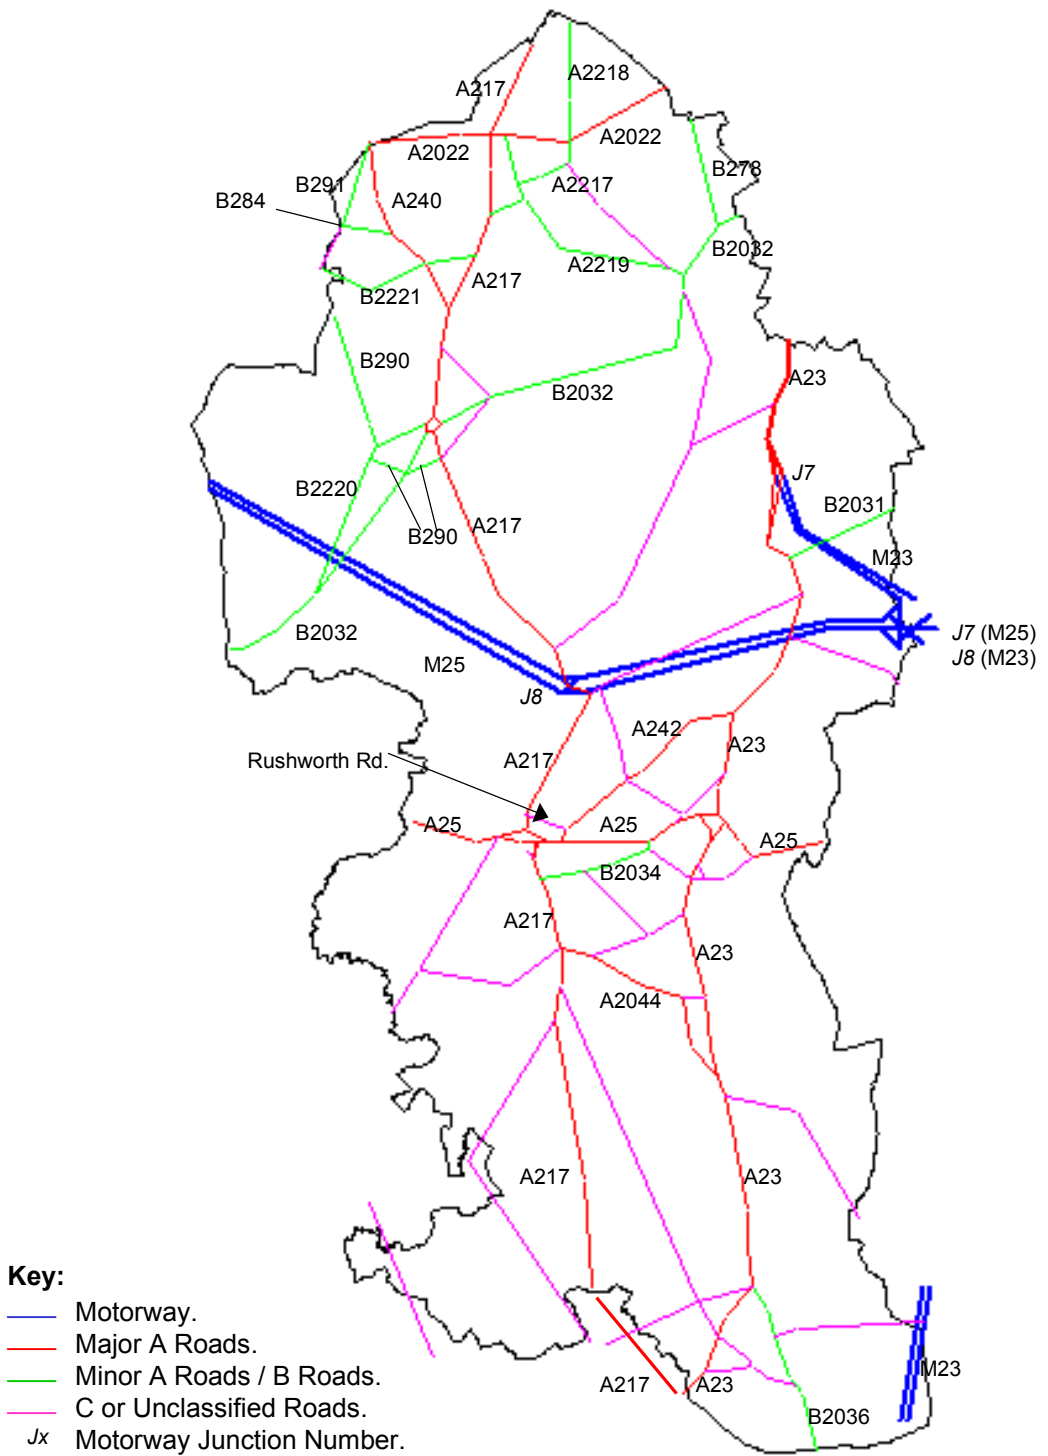 A2218
A217
A2022
A2022
B278
B291
A2217
B284
A240
B2032
A2219
A217
B2221
B290
A23
B2032
J7
B2220
B2031
A217
B290
M23
B2032
J7 (M25)
M25
J8 (M23)
J8
A242
A23
A217
Rushworth Rd.
A25
A25
A25
B2034
A217
A23
A2044
A217
A23
Key:
Motorway.
Major A Roads.
Minor A Roads / B Roads.
C or Unclassified Roads.
Jx Motorway Junction Number.
M23
A217
A23
B2036